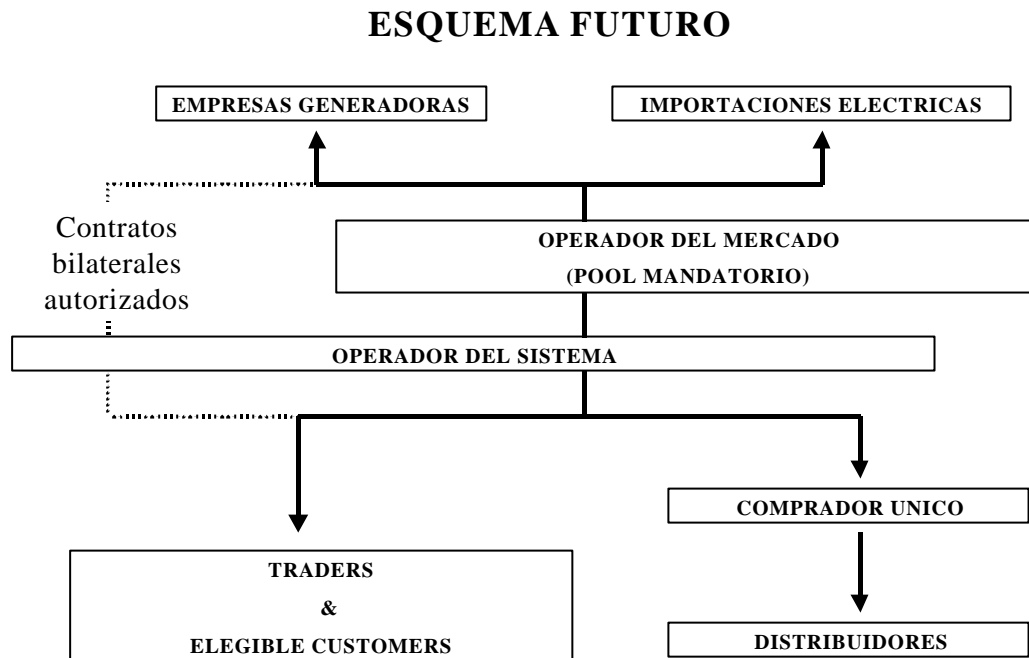 ESQUEMA FUTURO
EMPRESAS GENERADORAS
IMPORTACIONES ELECTRICAS
Contratos
bilaterales
autorizados
OPERADOR DEL MERCADO
(POOL MANDATORIO)
OPERADOR DEL SISTEMA
COMPRADOR UNICO
TRADERS
&
ELEGIBLE CUSTOMERS
DISTRIBUIDORES